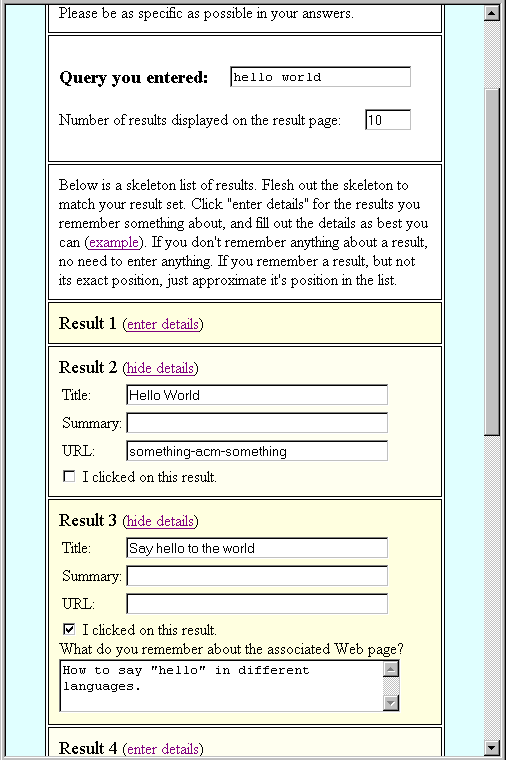 Please be as specific as possible in your answers.
Query you entered: hello world
Number of results displayed on the result page: 10
Below is a skeleton list of results. Flesh out the skeleton to
match your result set. Click "enter details" for the results you
remember something about, and fill out the details as best you
can (example). If you don't remember anything about a result,
no need to enter anything. If you remember a result, but not
its exact position, just approximate it's position in the list.
Result 1 (enter details)
Result 2 (hide details)
Title: Hello World
Summary:
URL: something-acm-something
I clicked on this result.
Result 3 (hide details)
Title: Say hello to the world
Summary:
URL:
I clicked on this result.
What do you remember about the associated Web page?
How to say "hello" in different
languages.
Result 4 (enter details)